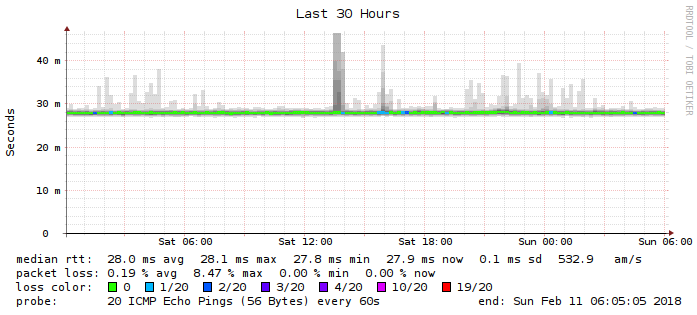 Last 30 Hours
RRDTOOL / TOBI OETIKER
Seconds
40 m
30 m
20 m
10 m
0
Sat 06:00 Sat 12:00 Sat 18:00 Sun 00:00 Sun 06:00
median rtt: 28.0 ms avg 28.1 ms max 27.8 ms min 27.9 ms now 0.1 ms sd 532.9 am/s
packet loss: 0.19 % avg 8.47 % max 0.00 % min 0.00 % now
loss color: 0 1/20 2/20 3/20 4/20 10/20 19/20
probe: 20 ICMP Echo Pings (56 Bytes) every 60s end: Sun Feb 11 06:05:05 2018